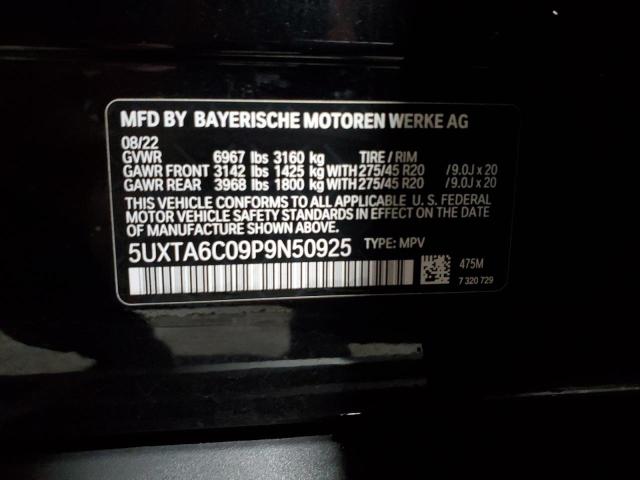 MFD BY BAYERISCHE MOTOREN WERKE AG
08/22
GVWR 6967 lbs 3160 kg TIRE / RIM
GAWR FRONT 3142 lbs 1425 kg WITH 275/45 R20 / 9.0J x 20
GAWR REAR 3968 lbs 1800 kg WITH 275/45 R20 / 9.0J x 20
THIS VEHICLE CONFORMS TO ALL APPLICABLE U. S. FEDERAL
MOTOR VEHICLE SAFETY STANDARDS IN EFFECT ON THE DATE
OF MANUFACTURE SHOWN ABOVE.
5UXTA6C09P9N50925 TYPE: MPV
475M
7 320 729